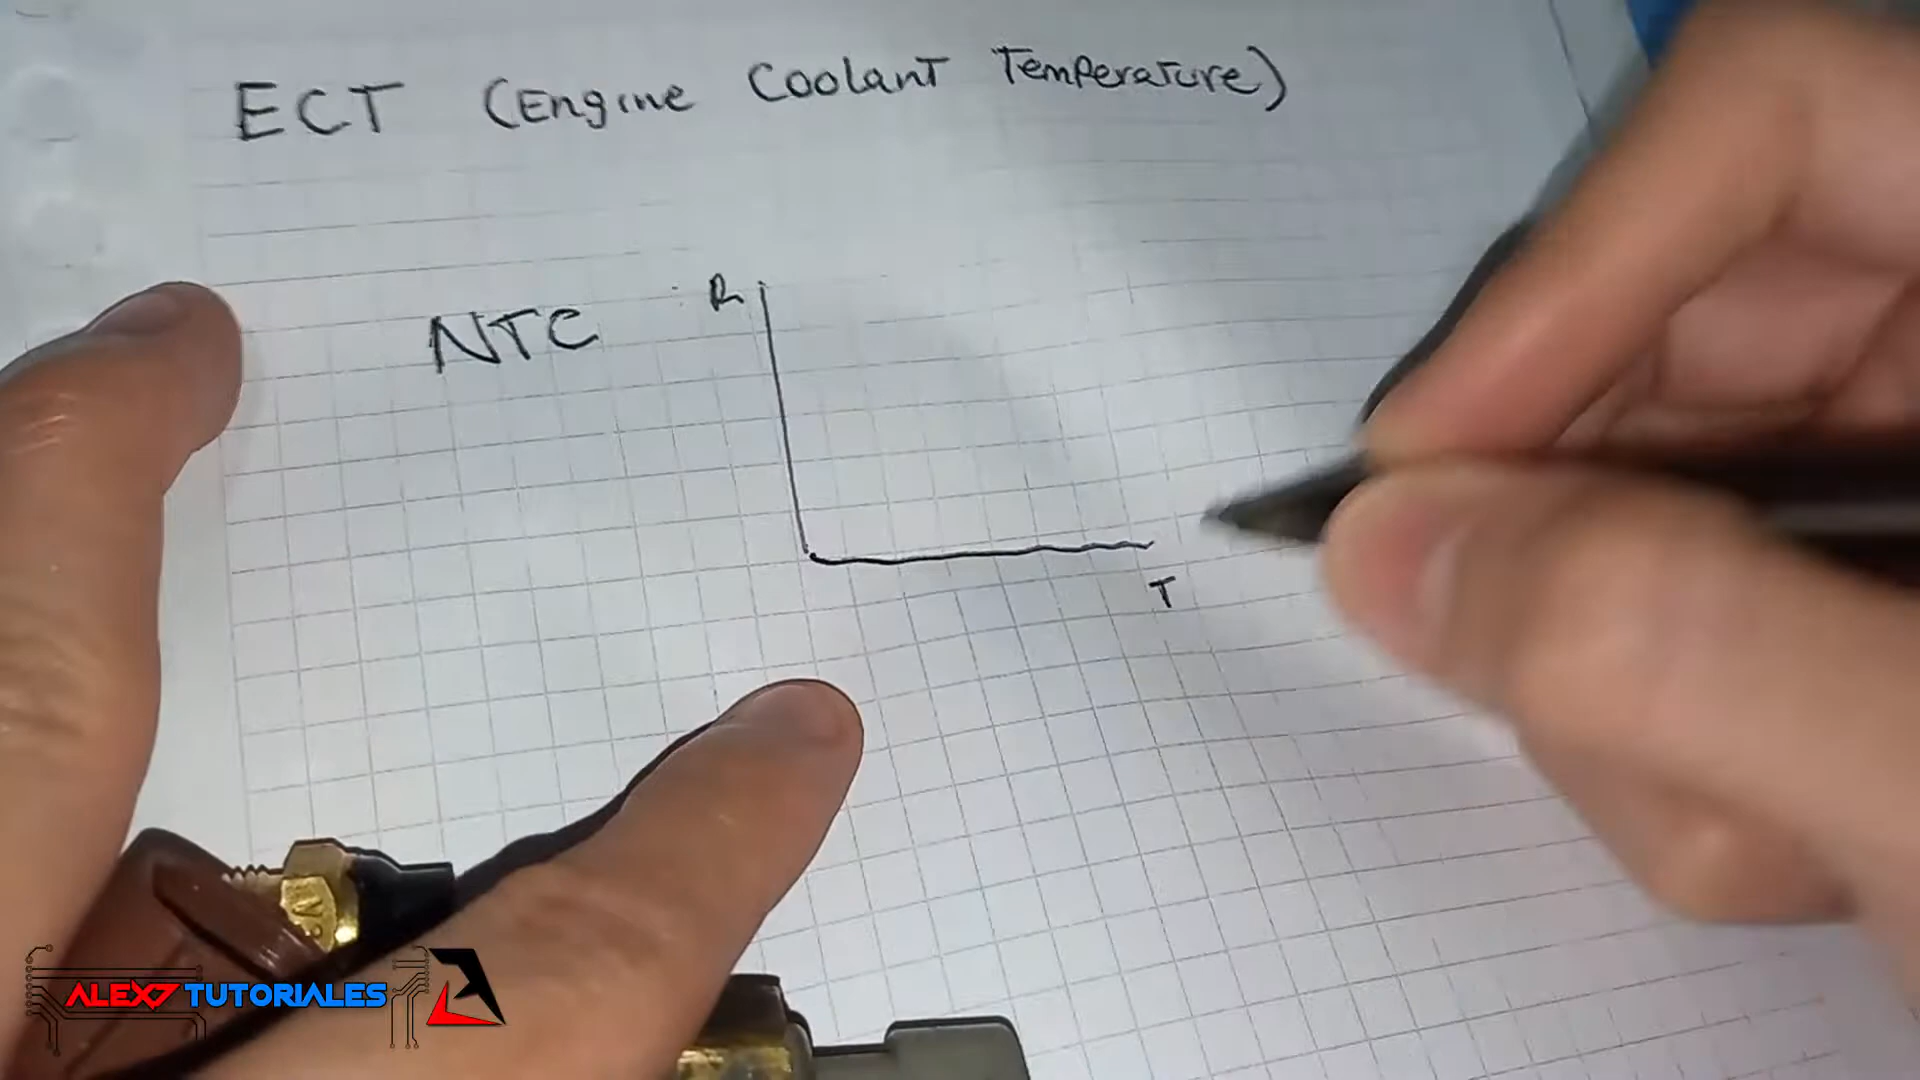 ECT (Engine Coolant Temperature)
NTC
R
T
ALEX7 TUTORIALES